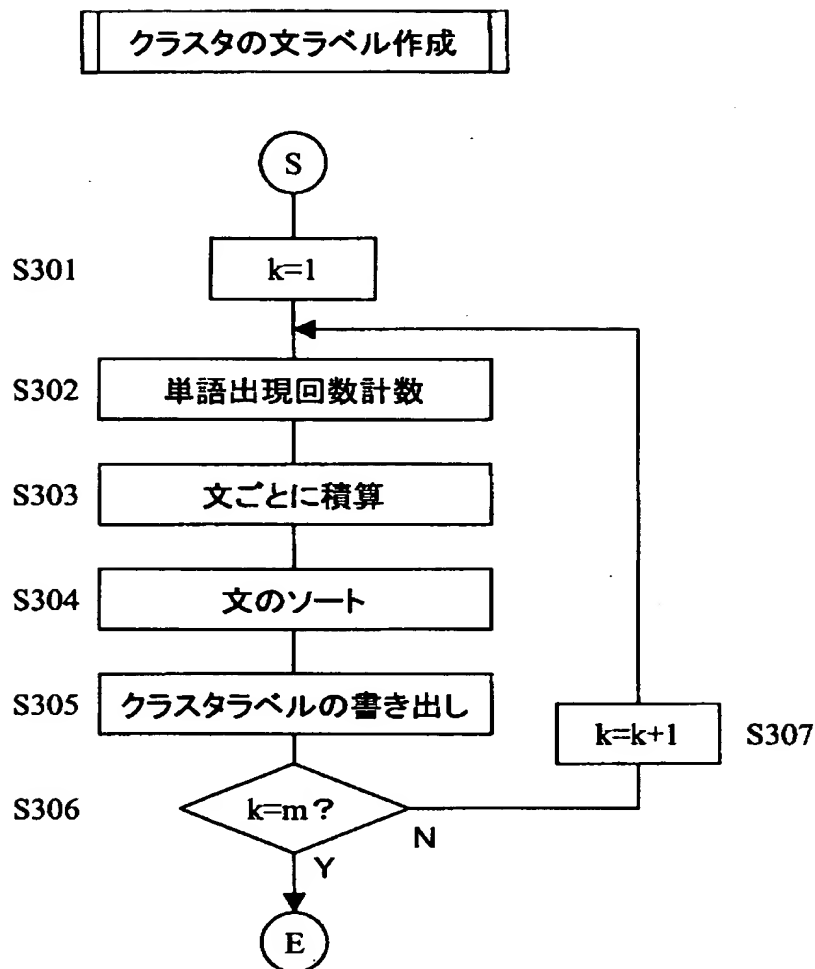 クラスタの文ラベル作成
S
S301
k=1
S302
単語出現回数計数
S303
文ごとに積算
S304
文のソート
S305
クラスタラベルの書き出し
k=k+1
S307
S306
k=m?
N
Y
E